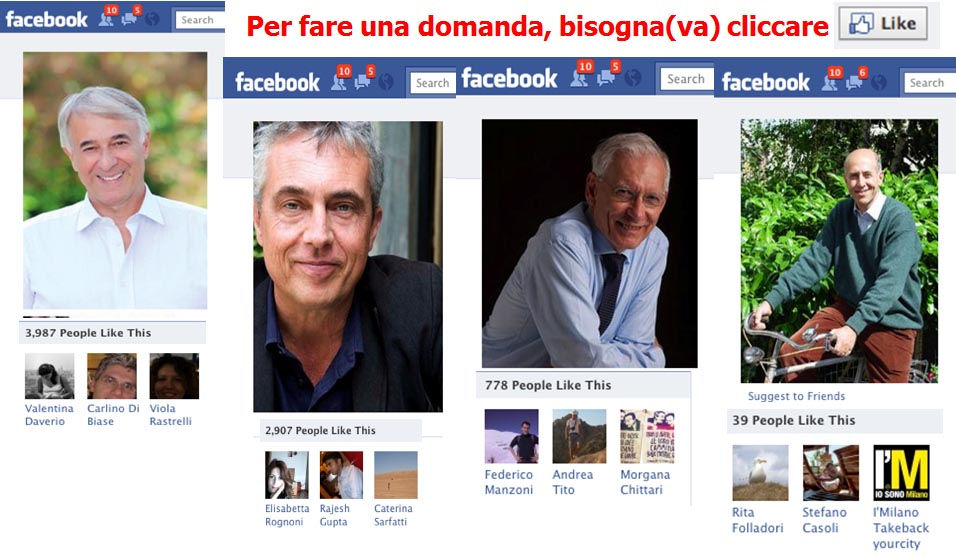 Per fare una domanda, bisogna(va) cliccare Like
facebook 10 5 Search
3,987 People Like This
Valentina Daverio
Carlino Di Biase
Viola Rastrelli
facebook 10 5 Search
2,907 People Like This
Elisabetta Rognoni
Rajesh Gupta
Caterina Sarfatti
facebook 10 5 Search
778 People Like This
Federico Manzoni
Andrea Tito
Morgana Chittari
facebook 10 6 Search
Suggest to Friends
39 People Like This
I'M
IO SONO Milano
Rita Folladori
Stefano Casoli
I'Milano Takeback yourcity